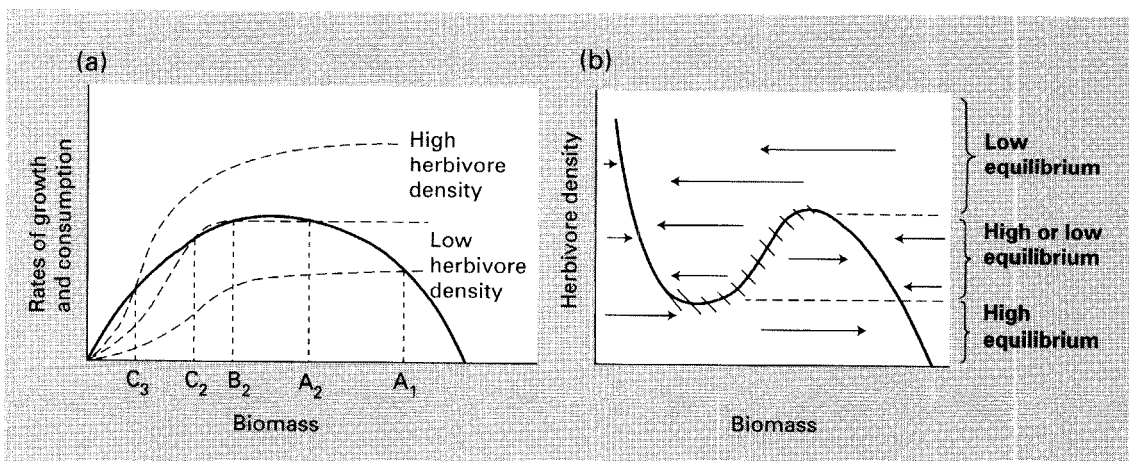 (a)
Rates of growth
and consumption
High
herbivore
density
Low
herbivore
density
C3
C2
B2
A2
A1
Biomass
(b)
Herbivore density
Low
equilibrium
High or low
equilibrium
High
equilibrium
Biomass